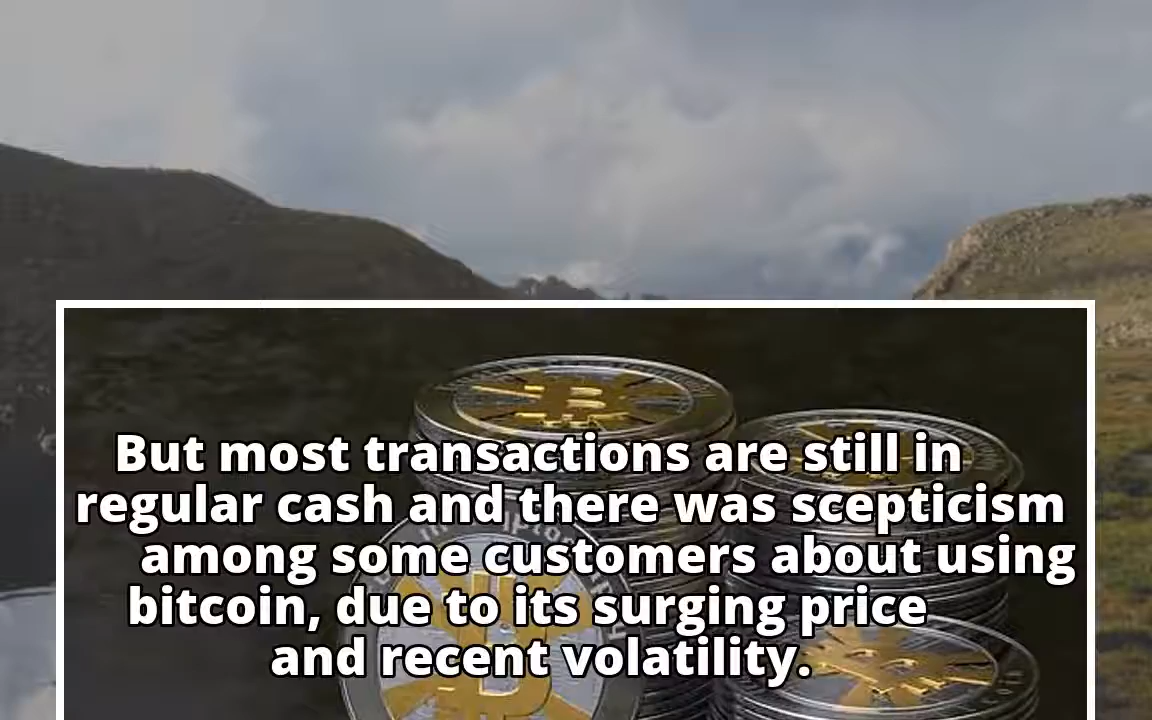 But most transactions are still in
regular cash and there was scepticism
among some customers about using
bitcoin, due to its surging price
and recent volatility.